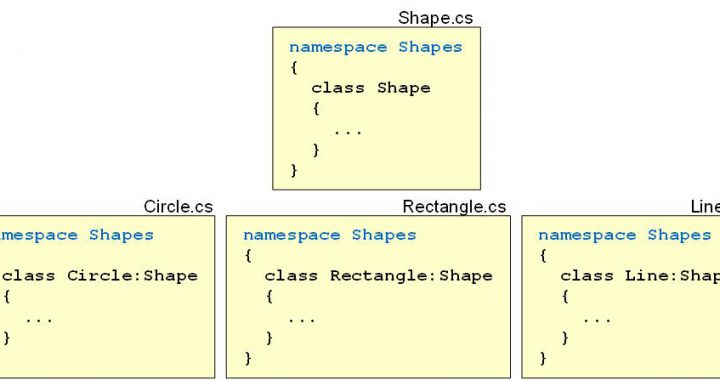 Shape.cs
namespace Shapes
{
class Shape
{
...
}
}
Circle.cs
mespace Shapes
class Circle:Shape
{
...
}
Rectangle.cs
namespace Shapes
{
class Rectangle:Shape
{
...
}
}
Line
namespace Shapes
{
class Line:Shap
{
...
}
}